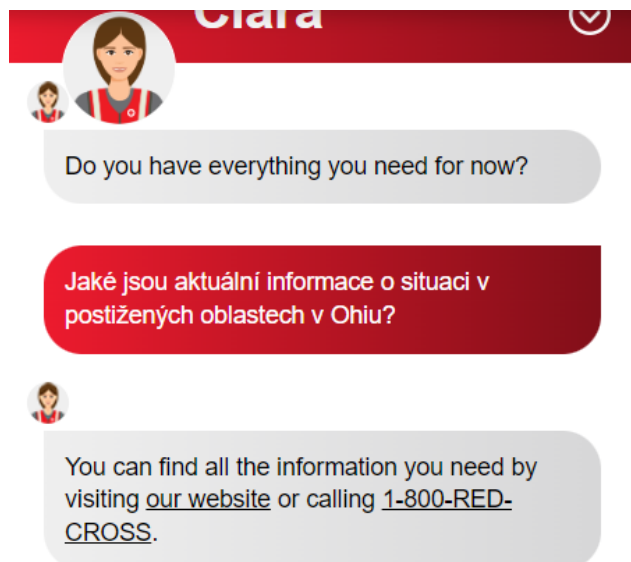 Clara
Do you have everything you need for now?
Jaké jsou aktuální informace o situaci v
postižených oblastech v Ohiu?
You can find all the information you need by
visiting our website or calling 1-800-RED-
CROSS.